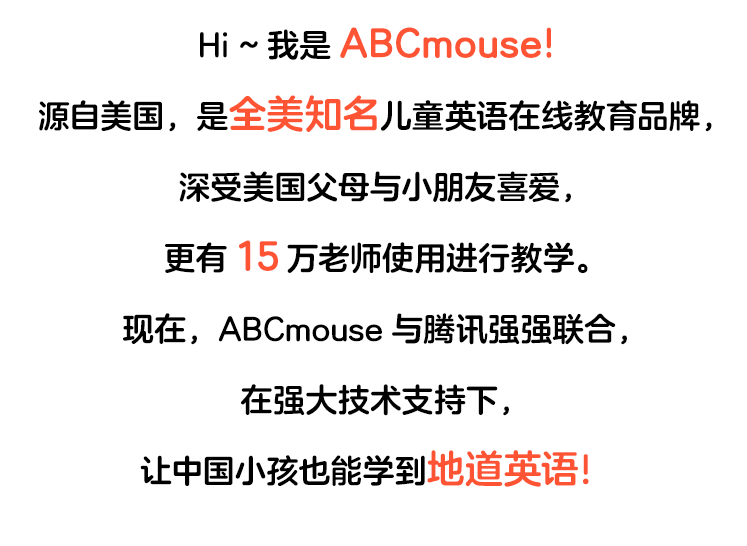 Hi ~ 我是 ABCmouse!
源自美国，是全美知名儿童英语在线教育品牌，
深受美国父母与小朋友喜爱，
更有 15 万老师使用进行教学。
现在，ABCmouse 与腾讯强强联合，
在强大技术支持下，
让中国小孩也能学到地道英语!